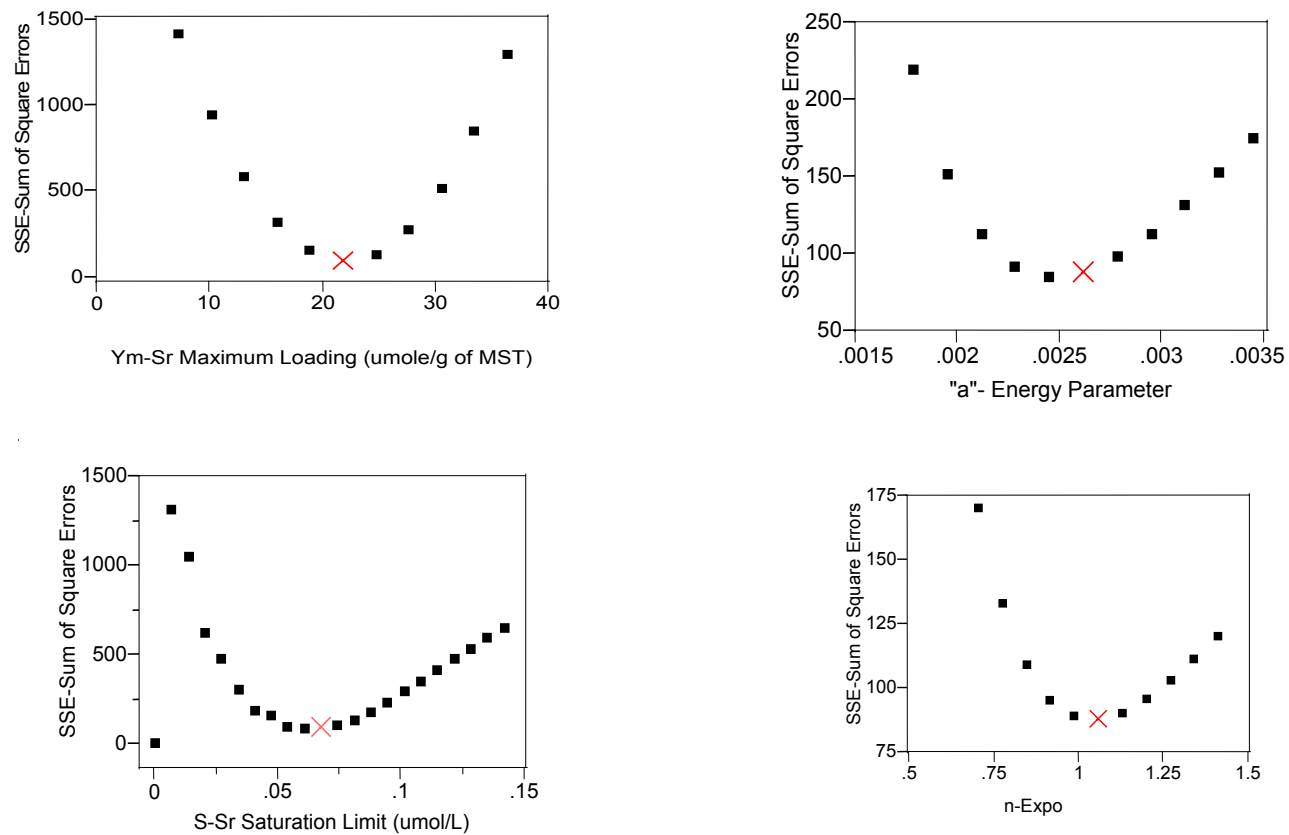 1500
1000
500
0
SSE-Sum of Square Errors
0 10 20 30 40
Ym-Sr Maximum Loading (umole/g of MST)
250
200
150
100
50
SSE-Sum of Square Errors
.0015 .002 .0025 .003 .0035
"a"- Energy Parameter
1500
1000
500
0
SSE-Sum of Square Errors
0 .05 .1 .15
S-Sr Saturation Limit (umol/L)
175
150
125
100
75
SSE-Sum of Square Errors
.5 .75 1 1.25 1.5
n-Expo